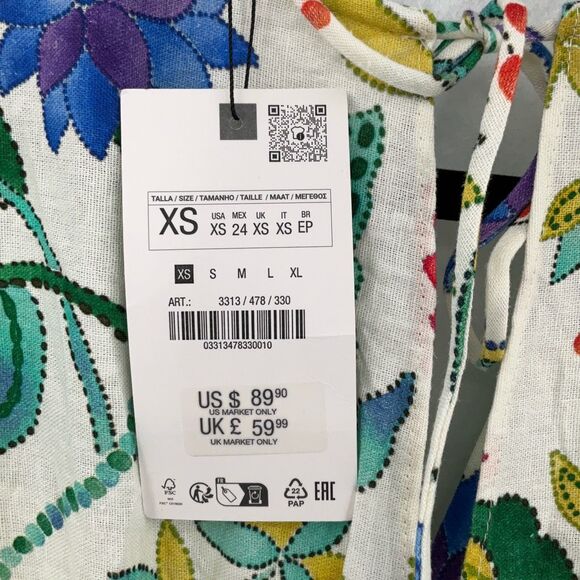 TALLA / SIZE / TAMANHO / TAILLE / MAAT / ΜΕΓΕΘΟΣ
XS
USA MEX UK IT BR
XS 24 XS XS EP
XS S M L XL
ART.: 3313 / 478 / 330
03313478330010
US $ 89 90
US MARKET ONLY
UK £ 59 99
UK MARKET ONLY
FSC
MIX
FR
22
PAP
EAC